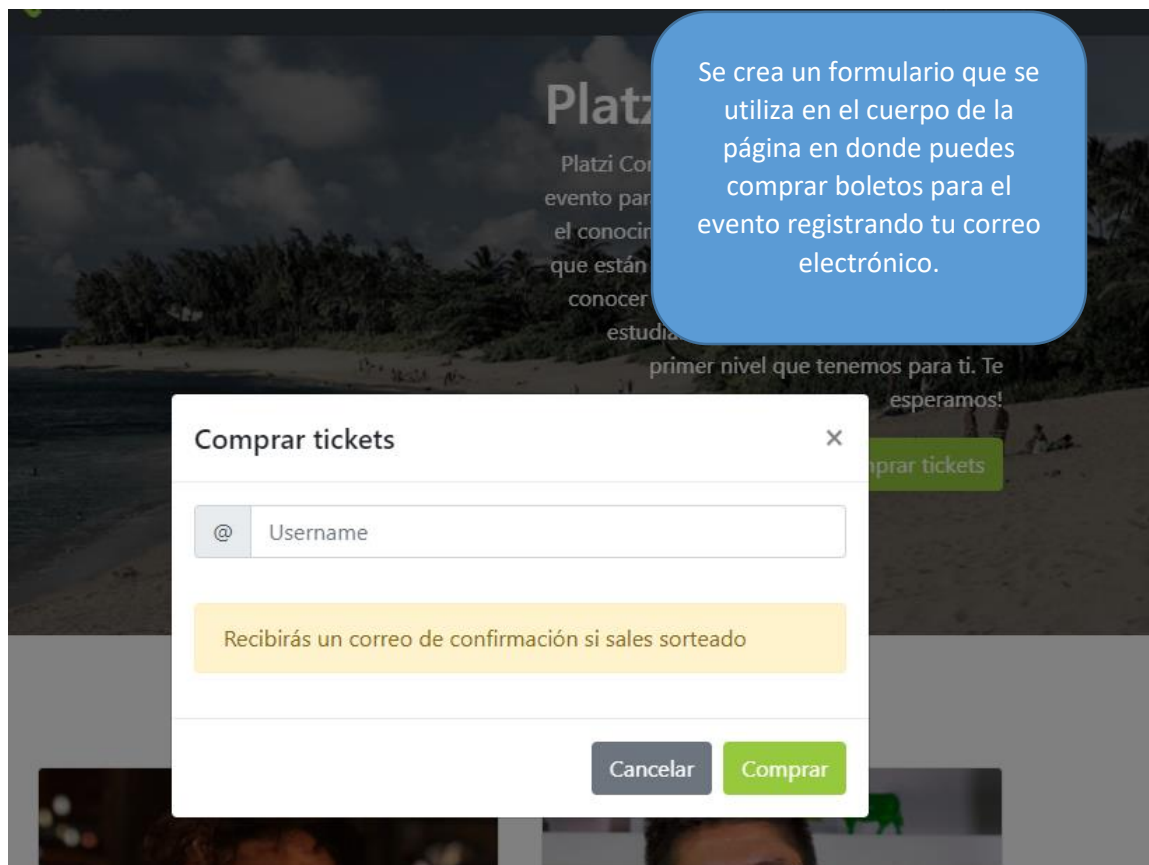 Se crea un formulario que se
utiliza en el cuerpo de la
página en donde puedes
comprar boletos para el
evento registrando tu correo
electrónico.
Platzi Co
evento par
el conocin
que están
conocer
estudia
primer nivel que tenemos para ti. Te
esperamos!
prar tickets
Comprar tickets
×
@ Username
Recibirás un correo de confirmación si sales sorteado
Cancelar Comprar